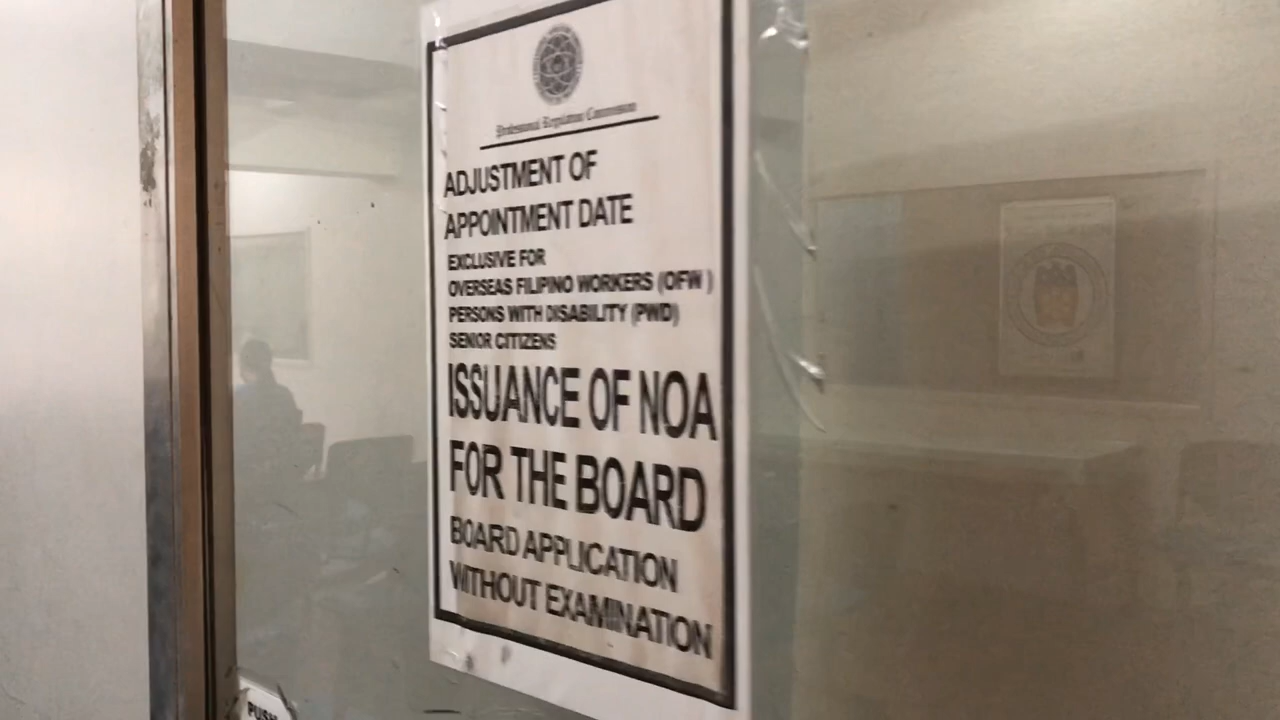 Professional Regulation Commission
ADJUSTMENT OF
APPOINTMENT DATE
EXCLUSIVE FOR
OVERSEAS FILIPINO WORKERS (OFW )
PERSONS WITH DISABILITY (PWD)
SENIOR CITIZENS
ISSUANCE OF NOA
FOR THE BOARD
BOARD APPLICATION
WITHOUT EXAMINATION
PUSH